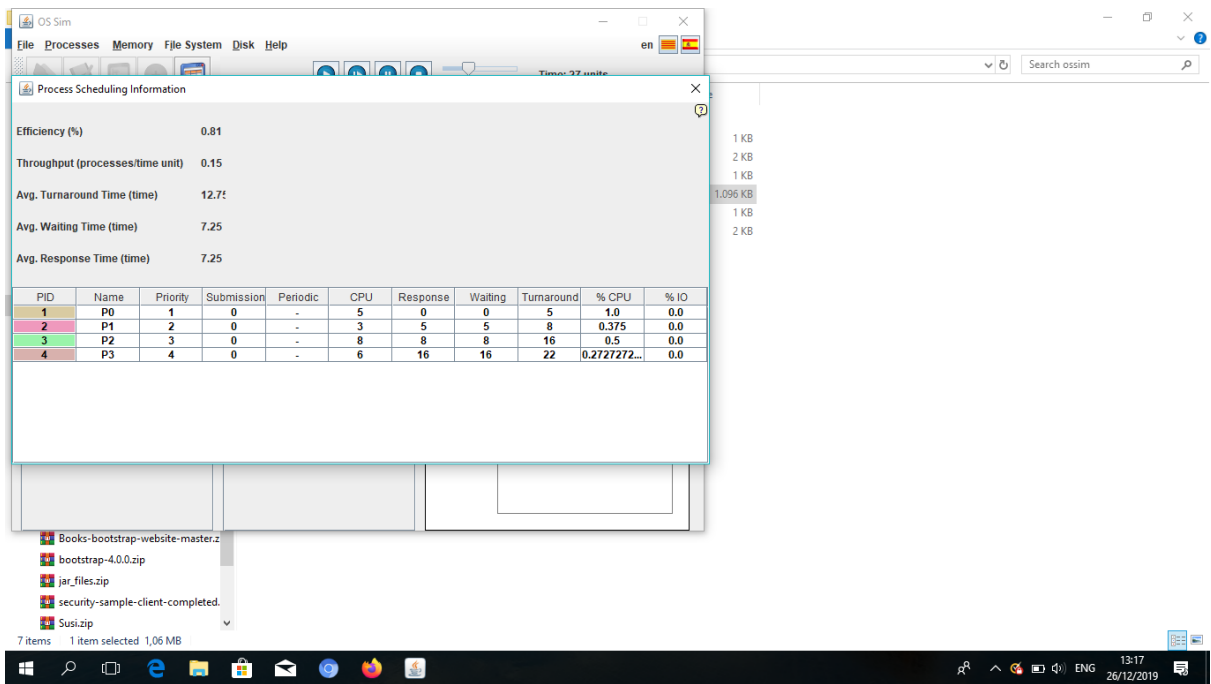 OS Sim
File Processes Memory File System Disk Help en
Time: 27 units
Search ossim
Process Scheduling Information
Efficiency (%) 0.81
Throughput (processes/time unit) 0.15
Avg. Turnaround Time (time) 12.75
Avg. Waiting Time (time) 7.25
Avg. Response Time (time) 7.25
1 KB
2 KB
1 KB
1.096 KB
1 KB
2 KB
PID Name Priority Submission Periodic CPU Response Waiting Turnaround % CPU % IO
1 P0 1 0 - 5 0 0 5 1.0 0.0
2 P1 2 0 - 3 5 5 8 0.375 0.0
3 P2 3 0 - 8 8 8 16 0.5 0.0
4 P3 4 0 - 6 16 16 22 0.2727272... 0.0
Books-bootstrap-website-master.z
bootstrap-4.0.0.zip
jar_files.zip
security-sample-client-completed.
Susi.zip
7 items 1 item selected 1,06 MB
ENG 13:17
26/12/2019